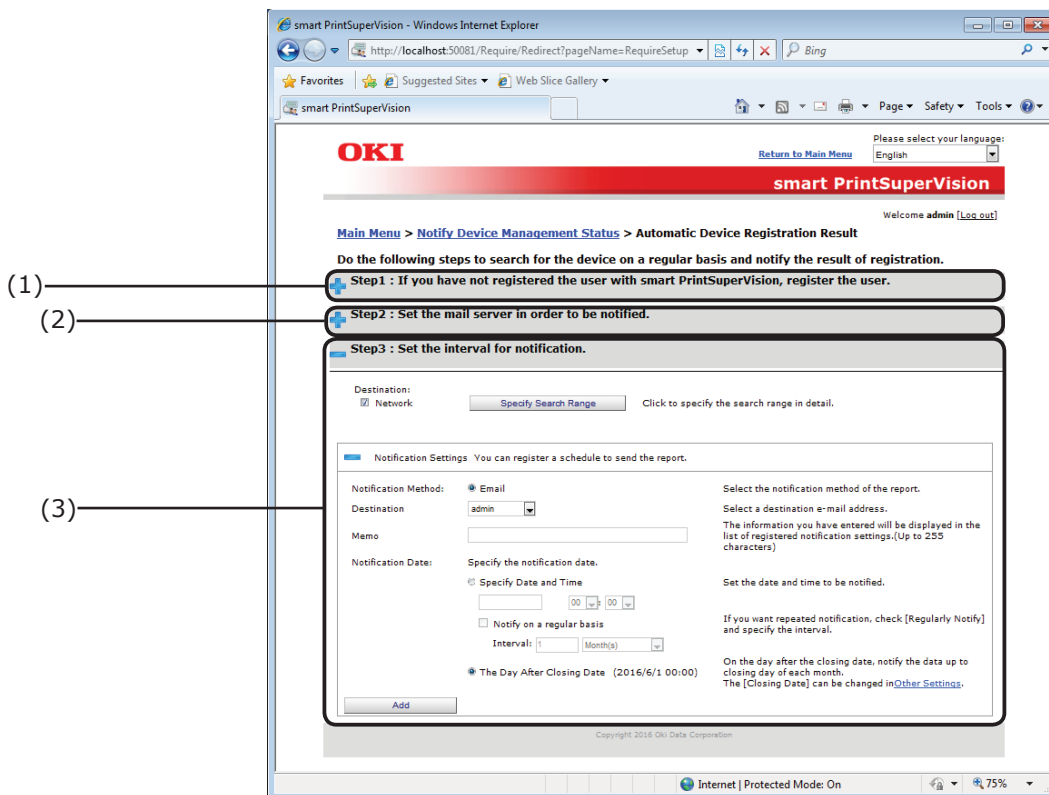 smart PrintSuperVision - Windows Internet Explorer
http://localhost:50081/Require/Redirect?pageName=RequireSetup
Bing
Favorites
Suggested Sites
Web Slice Gallery
smart PrintSuperVision
Page
Safety
Tools
Please select your language:
OKI
Return to Main Menu
English
smart PrintSuperVision
Welcome admin [Log out]
Main Menu > Notify Device Management Status > Automatic Device Registration Result
Do the following steps to search for the device on a regular basis and notify the result of registration.
(1)
Step1 : If you have not registered the user with smart PrintSuperVision, register the user.
(2)
Step2 : Set the mail server in order to be notified.
Step3 : Set the interval for notification.
Destination:
Network
Specify Search Range
Click to specify the search range in detail.
Notification Settings You can register a schedule to send the report.
Notification Method:
Email
Select the notification method of the report.
(3)
Destination
admin
Select a destination e-mail address.
Memo
The information you have entered will be displayed in the
list of registered notification settings.(Up to 255
characters)
Notification Date:
Specify the notification date.
Specify Date and Time
Set the date and time to be notified.
00 : 00
Notify on a regular basis
If you want repeated notification, check [Regularly Notify]
and specify the interval.
Interval: 1 Month(s)
The Day After Closing Date (2016/6/1 00:00)
On the day after the closing date, notify the data up to
closing day of each month.
The [Closing Date] can be changed inOther Settings.
Add
Copyright 2016 Oki Data Corporation
Internet | Protected Mode: On
75%